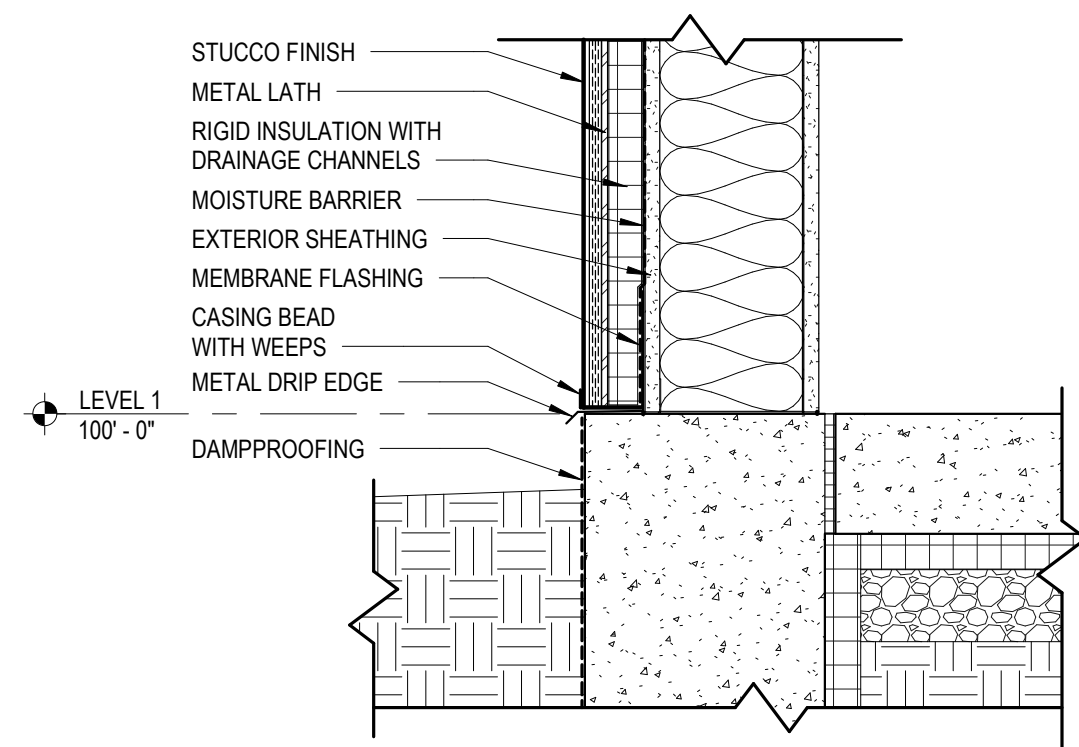 STUCCO FINISH
METAL LATH
RIGID INSULATION WITH
DRAINAGE CHANNELS
MOISTURE BARRIER
EXTERIOR SHEATHING
MEMBRANE FLASHING
CASING BEAD
WITH WEEPS
METAL DRIP EDGE
LEVEL 1
100' - 0"
DAMPPROOFING